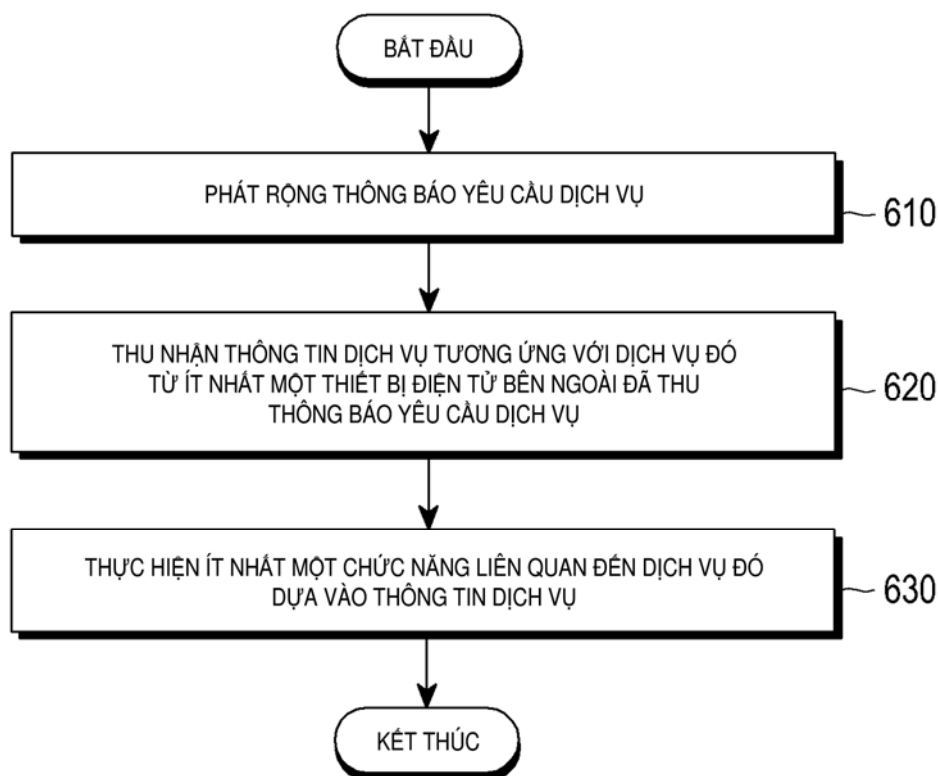 BẮT ĐẦU
PHÁT RỘNG THÔNG BÁO YÊU CẦU DỊCH VỤ
610
THU NHẬN THÔNG TIN DỊCH VỤ TƯƠNG ỨNG VỚI DỊCH VỤ ĐÓ
TỪ ÍT NHẤT MỘT THIẾT BỊ ĐIỆN TỬ BÊN NGOÀI ĐÃ THU
THÔNG BÁO YÊU CẦU DỊCH VỤ
620
THỰC HIỆN ÍT NHẤT MỘT CHỨC NĂNG LIÊN QUAN ĐẾN DỊCH VỤ ĐÓ
DỰA VÀO THÔNG TIN DỊCH VỤ
630
KẾT THÚC